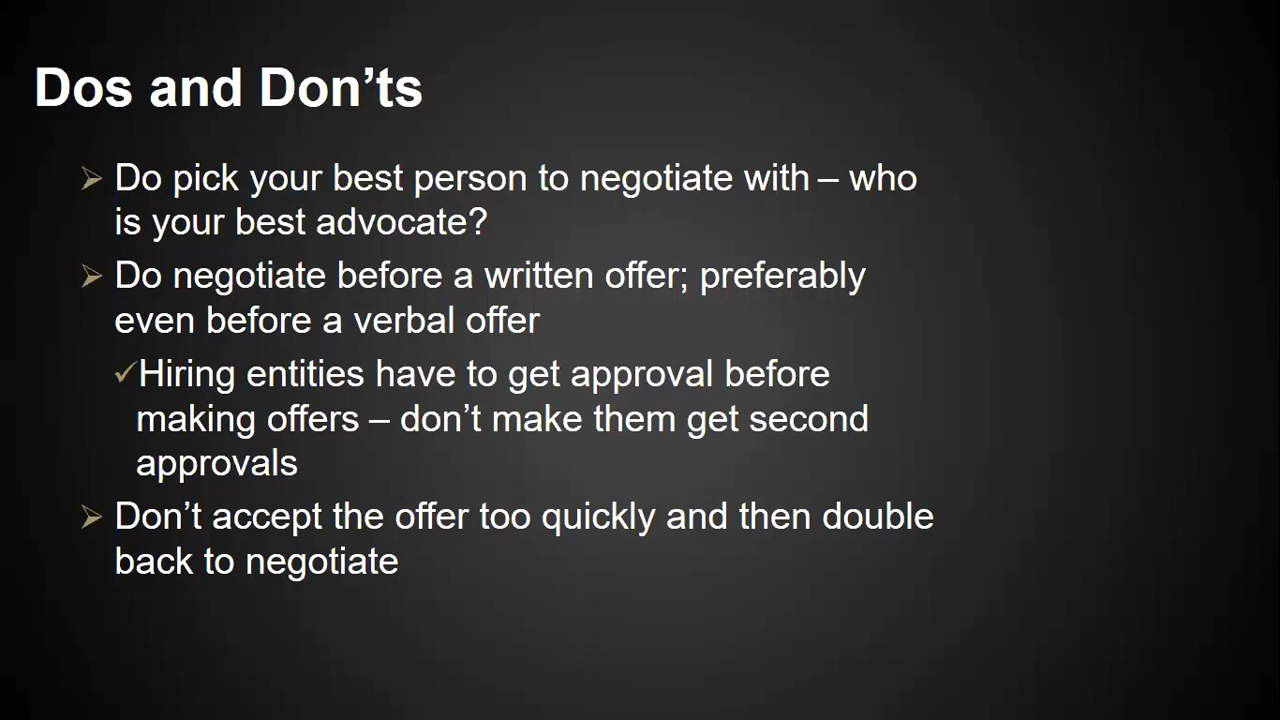 Dos and Don’ts
Do pick your best person to negotiate with – who
is your best advocate?
Do negotiate before a written offer; preferably
even before a verbal offer
Hiring entities have to get approval before
making offers – don’t make them get second
approvals
Don’t accept the offer too quickly and then double
back to negotiate